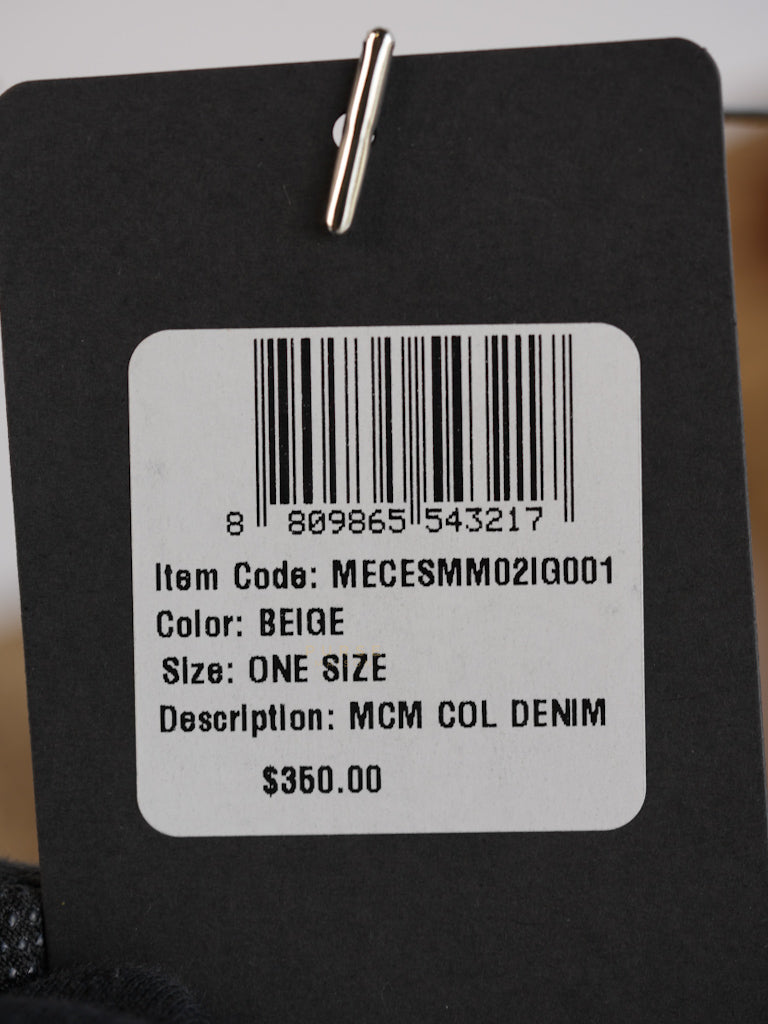 8 809865 543217
Item Code: MECESMM02IG001
Color: BEIGE
Size: ONE SIZE
Description: MCM COL DENIM
$350.00